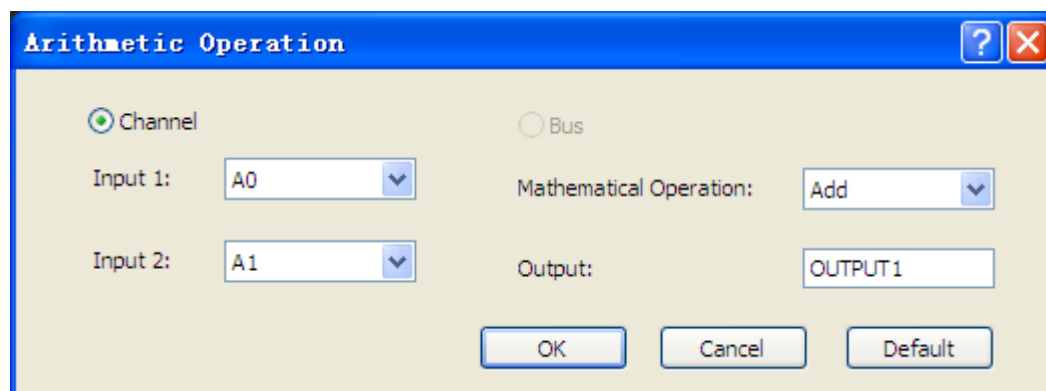 Arithmetic Operation
Channel
Bus
Input 1: A0
Mathematical Operation: Add
Input 2: A1
Output: OUTPUT1
OK Cancel Default